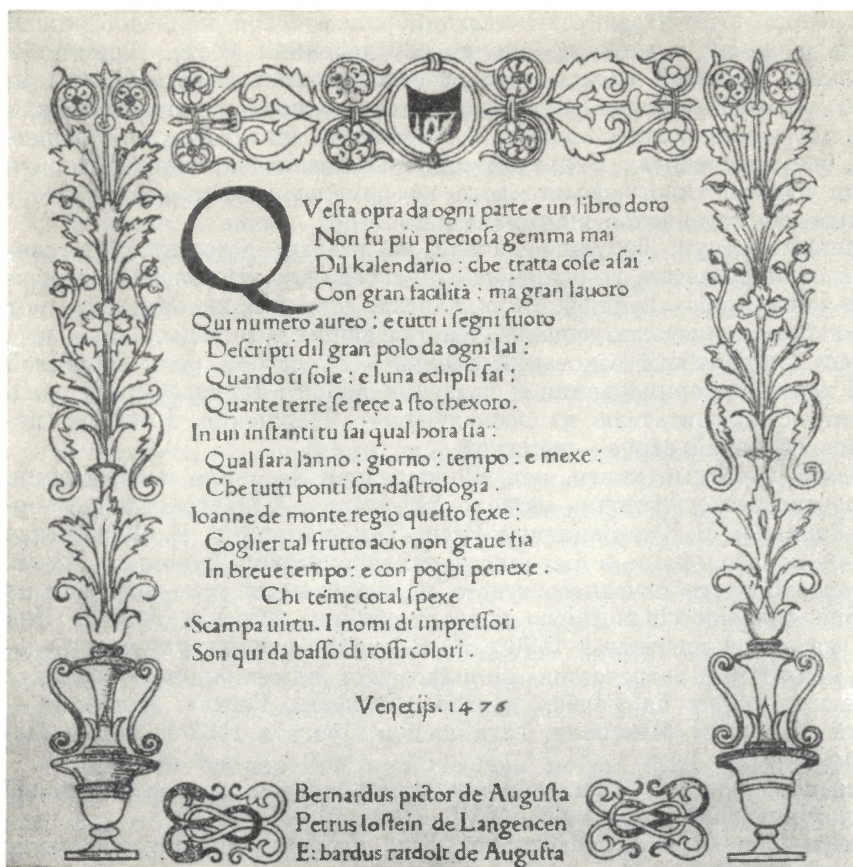 QVeſta opra da ogni parte e un libro doro
Non fu più precioſa gemma mai
Dil kalendario : che tratta coſe aſai
Con gran facilità : ma gran lauoro
Qui numero aureo : e tutti i ſegni fuoro
Deſcripti dil gran polo da ogni lai :
Quando ti ſole : e luna eclipſi fai :
Quante terre ſe rege a ſto thexoro.
In un inſtanti tu ſai qual hora ſia
Qual ſara lanno : giorno : tempo : e mexe :
Che tutti ponti ſon daſtrologia .
Ioanne de monte regio queſto fexe :
Coglier tal frutto acio non graue ſia
In breue tempo : e con pochi penexe .
Chi teme cotal ſpexe
Scampa uirtu. I nomi di impreſſori
Son qui da baſſo di roſſi colori .
Venetijs. 1476
Bernardus pictor de Auguſta
Petrus loſlein de Langencen
Erhardus ratdolt de Auguſta